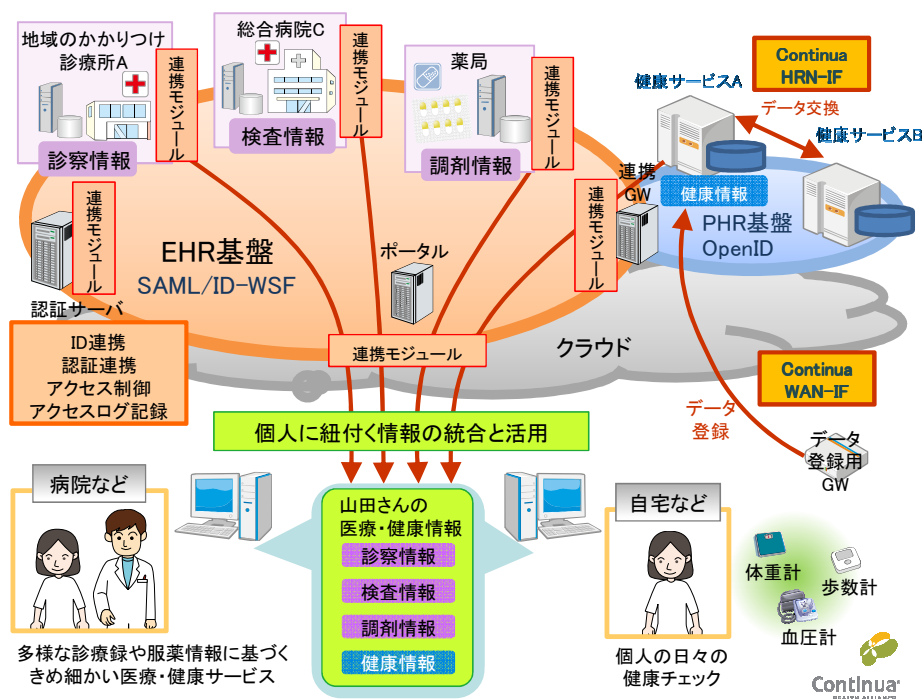 地域のかかりつけ
診療所A
診察情報
連携モジュール
総合病院C
検査情報
連携モジュール
薬局
調剤情報
連携モジュール
Continua
HRN-IF
健康サービスA
データ交換
健康サービスB
連携モジュール
認証サーバ
EHR基盤
SAML/ID-WSF
ポータル
連携モジュール
連携
GW
健康情報
PHR基盤
OpenID
ID連携
認証連携
アクセス制御
アクセスログ記録
連携モジュール
クラウド
Continua
WAN-IF
データ
登録
データ
登録用
GW
個人に紐付く情報の統合と活用
病院など
山田さんの
医療・健康情報
診察情報
検査情報
調剤情報
健康情報
自宅など
体重計
歩数計
血圧計
多様な診療録や服薬情報に基づく
きめ細かい医療・健康サービス
個人の日々の
健康チェック
Continua
HEALTH ALLIANCE